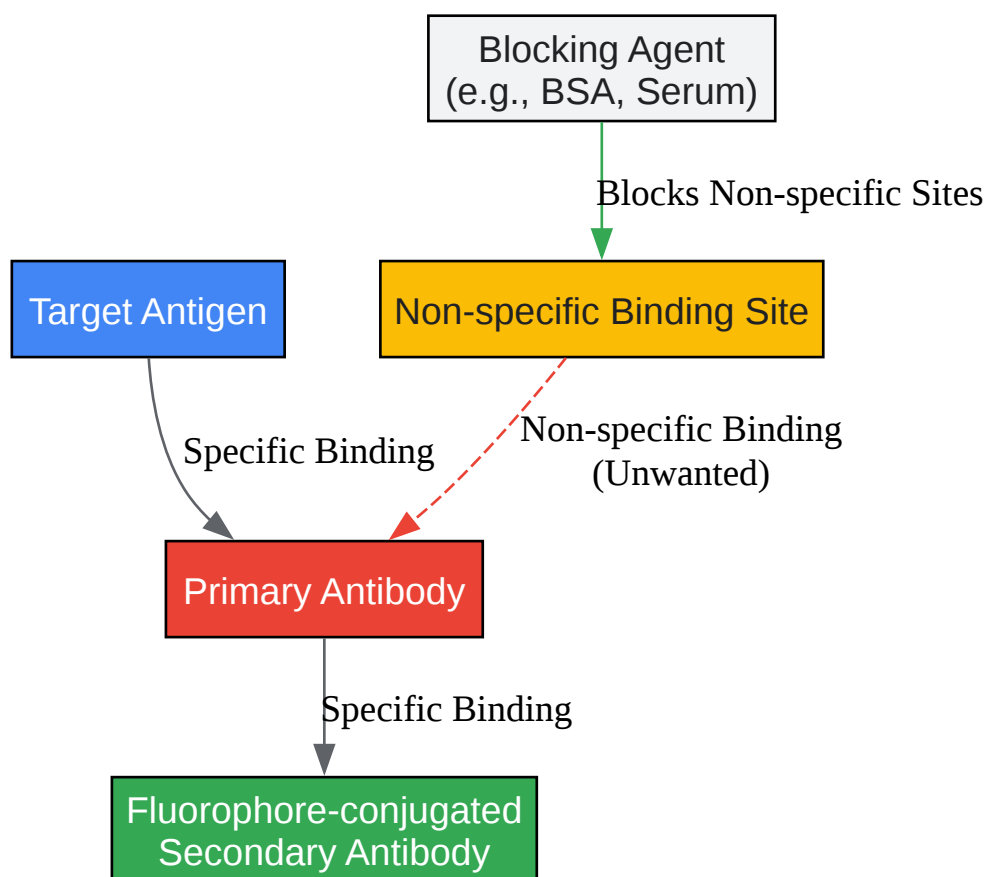 Blocking Agent
(e.g., BSA, Serum)
Blocks Non-specific Sites
Target Antigen
Non-specific Binding Site
Specific Binding
Non-specific Binding
(Unwanted)
Primary Antibody
Specific Binding
Fluorophore-conjugated
Secondary Antibody